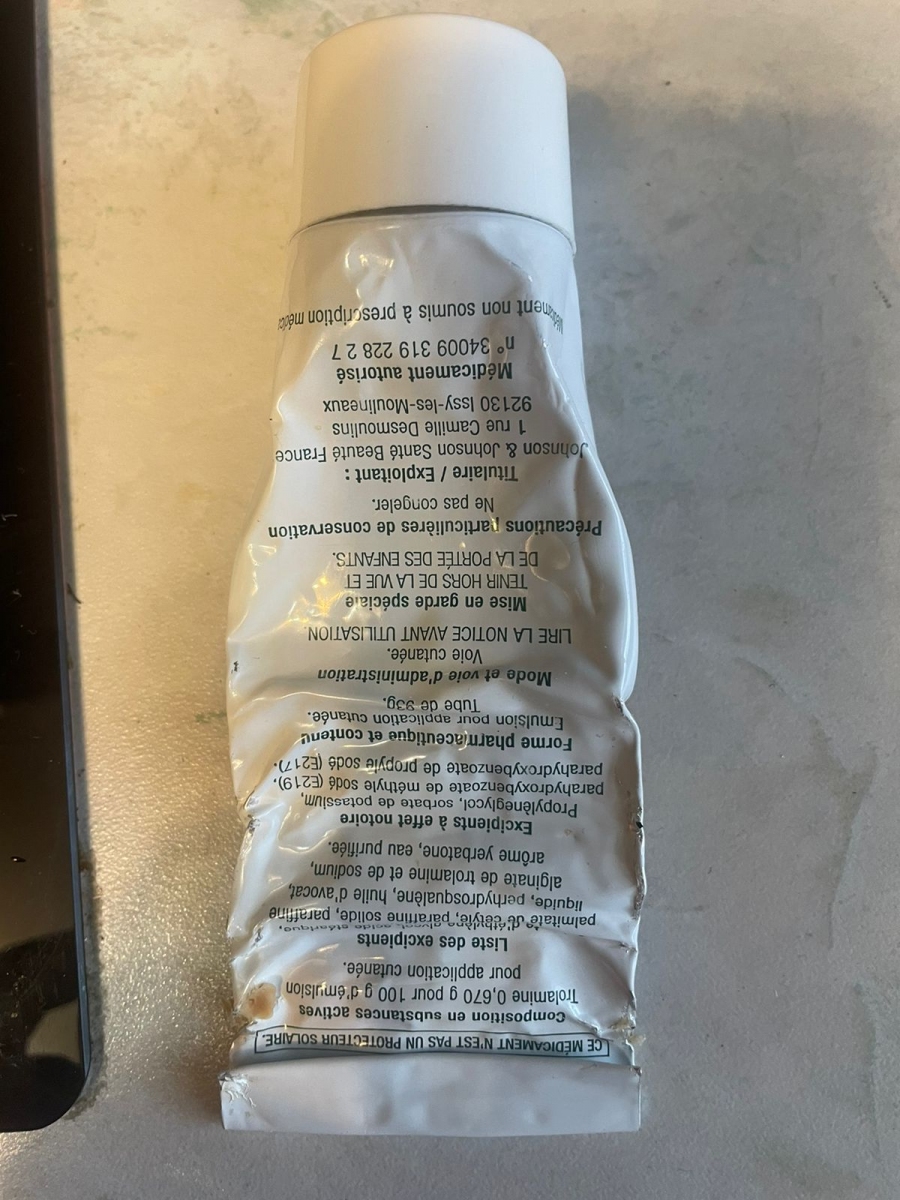 CE MÉDICAMENT N'EST PAS UN PROTECTEUR SOLAIRE.
Composition en substances actives
Trolamine 0,670 g pour 100 g d'émulsion
pour application cutanée.
Liste des excipients
acide stéarique,
palmitate de cétyle, paraffine solide, paraffine
liquide, perhydrosqualène, huile d'avocat,
alginate de trolamine et de sodium,
arôme yerbatone, eau purifiée.
Excipients à effet notoire
Propylèneglycol, sorbate de potassium,
parahydroxybenzoate de méthyle sodé (E219),
parahydroxybenzoate de propyle sodé (E217).
Forme pharmaceutique et contenu
Emulsion pour application cutanée.
Tube de 93g.
Mode et voie d'administration
Voie cutanée.
LIRE LA NOTICE AVANT UTILISATION.
Mise en garde spéciale
TENIR HORS DE LA VUE ET
DE LA PORTÉE DES ENFANTS.
Précautions particulières de conservation
Ne pas congeler.
Titulaire / Exploitant :
Johnson & Johnson Santé Beauté France
1 rue Camille Desmoulins
92130 Issy-les-Moulineaux
Médicament autorisé
n° 34009 319 228 2 7
Médicament non soumis à prescription